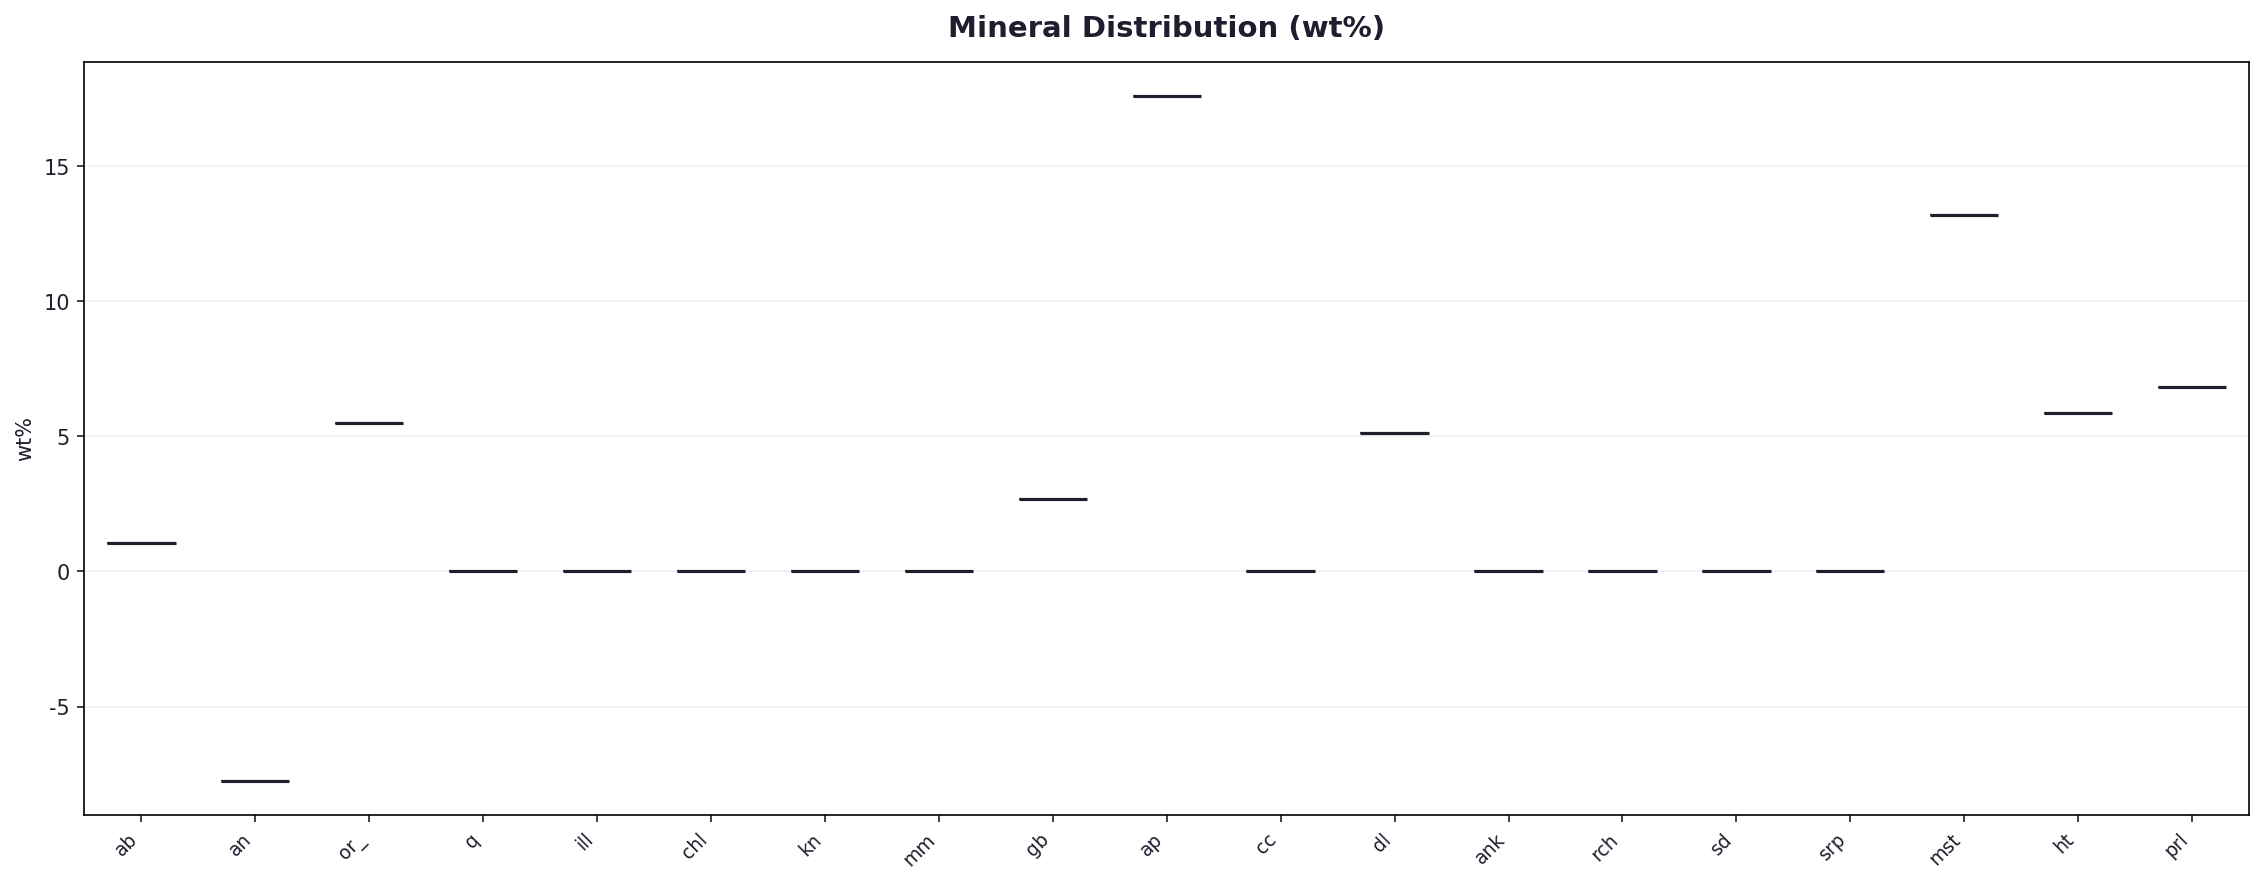 Mineral Distribution (wt%)
wt%
15
10
5
0
-5
ab an or_ q ill chl kn mm gb ap cc dl ank rch sd srp mst ht prl